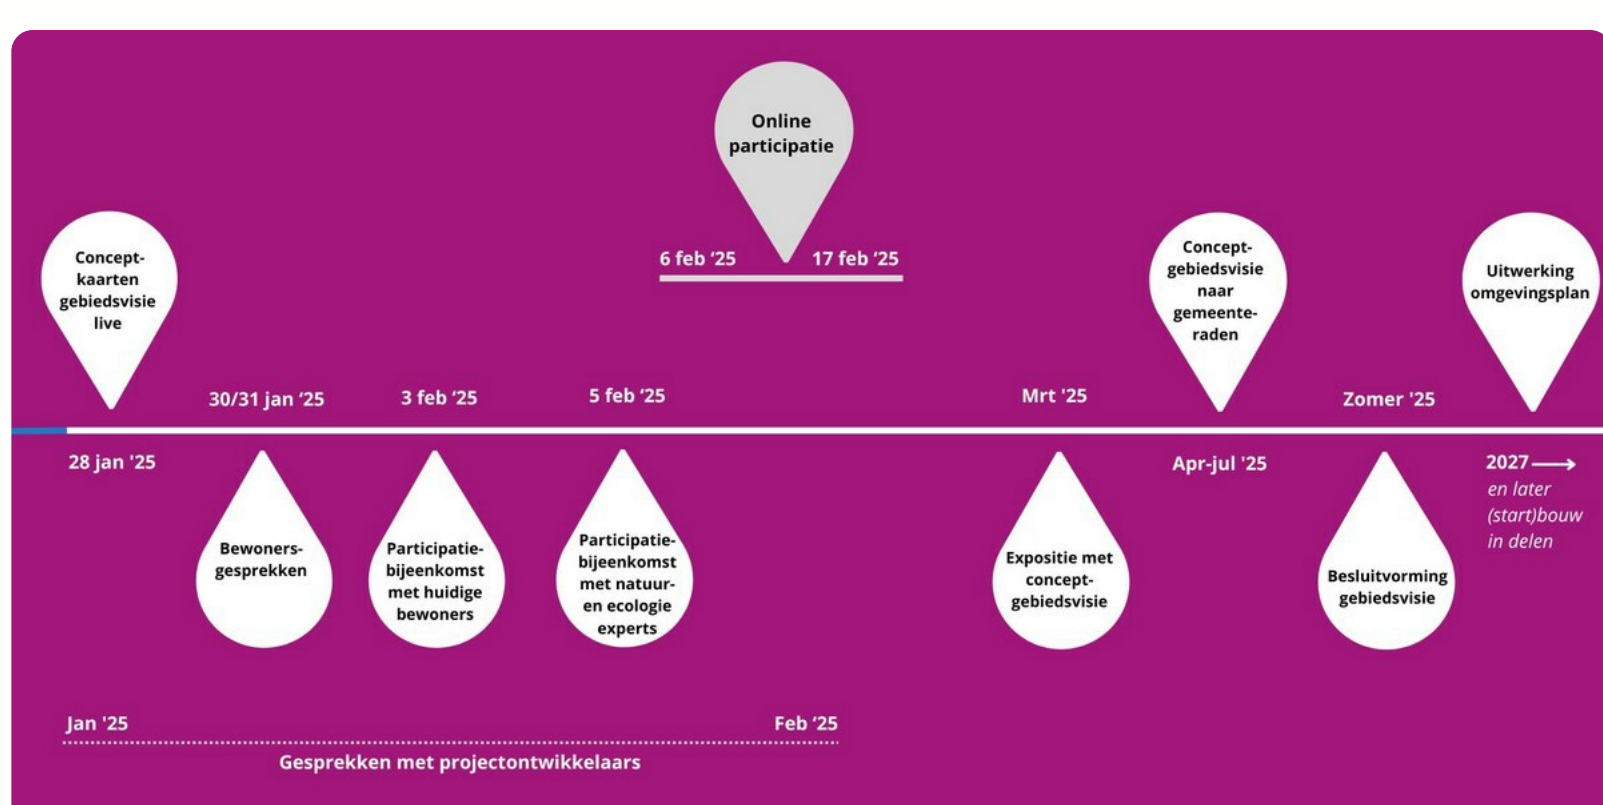 Online
participatie
6 feb ‘25
17 feb ‘25
Concept-
kaarten
gebiedsvisie
live
28 jan '25
30/31 jan ‘25
Bewoners-
gesprekken
3 feb ‘25
Participatie-
bijeenkomst
met huidige
bewoners
5 feb ‘25
Participatie-
bijeenkomst
met natuur-
en ecologie
experts
Mrt '25
Expositie met
concept-
gebiedsvisie
Concept-
gebiedsvisie
naar
gemeente-
raden
Apr-jul '25
Zomer '25
Besluitvorming
gebiedsvisie
Uitwerking
omgevingsplan
2027
en later
(start)bouw
in delen
Jan '25
Feb ‘25
Gesprekken met projectontwikkelaars